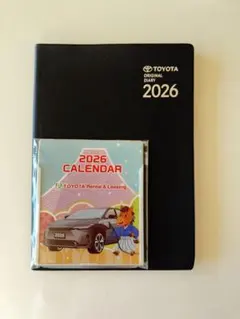 TOYOTA
ORIGINAL
DIARY
2026
2026
CALENDAR
TOYOTA Rental & Leasing